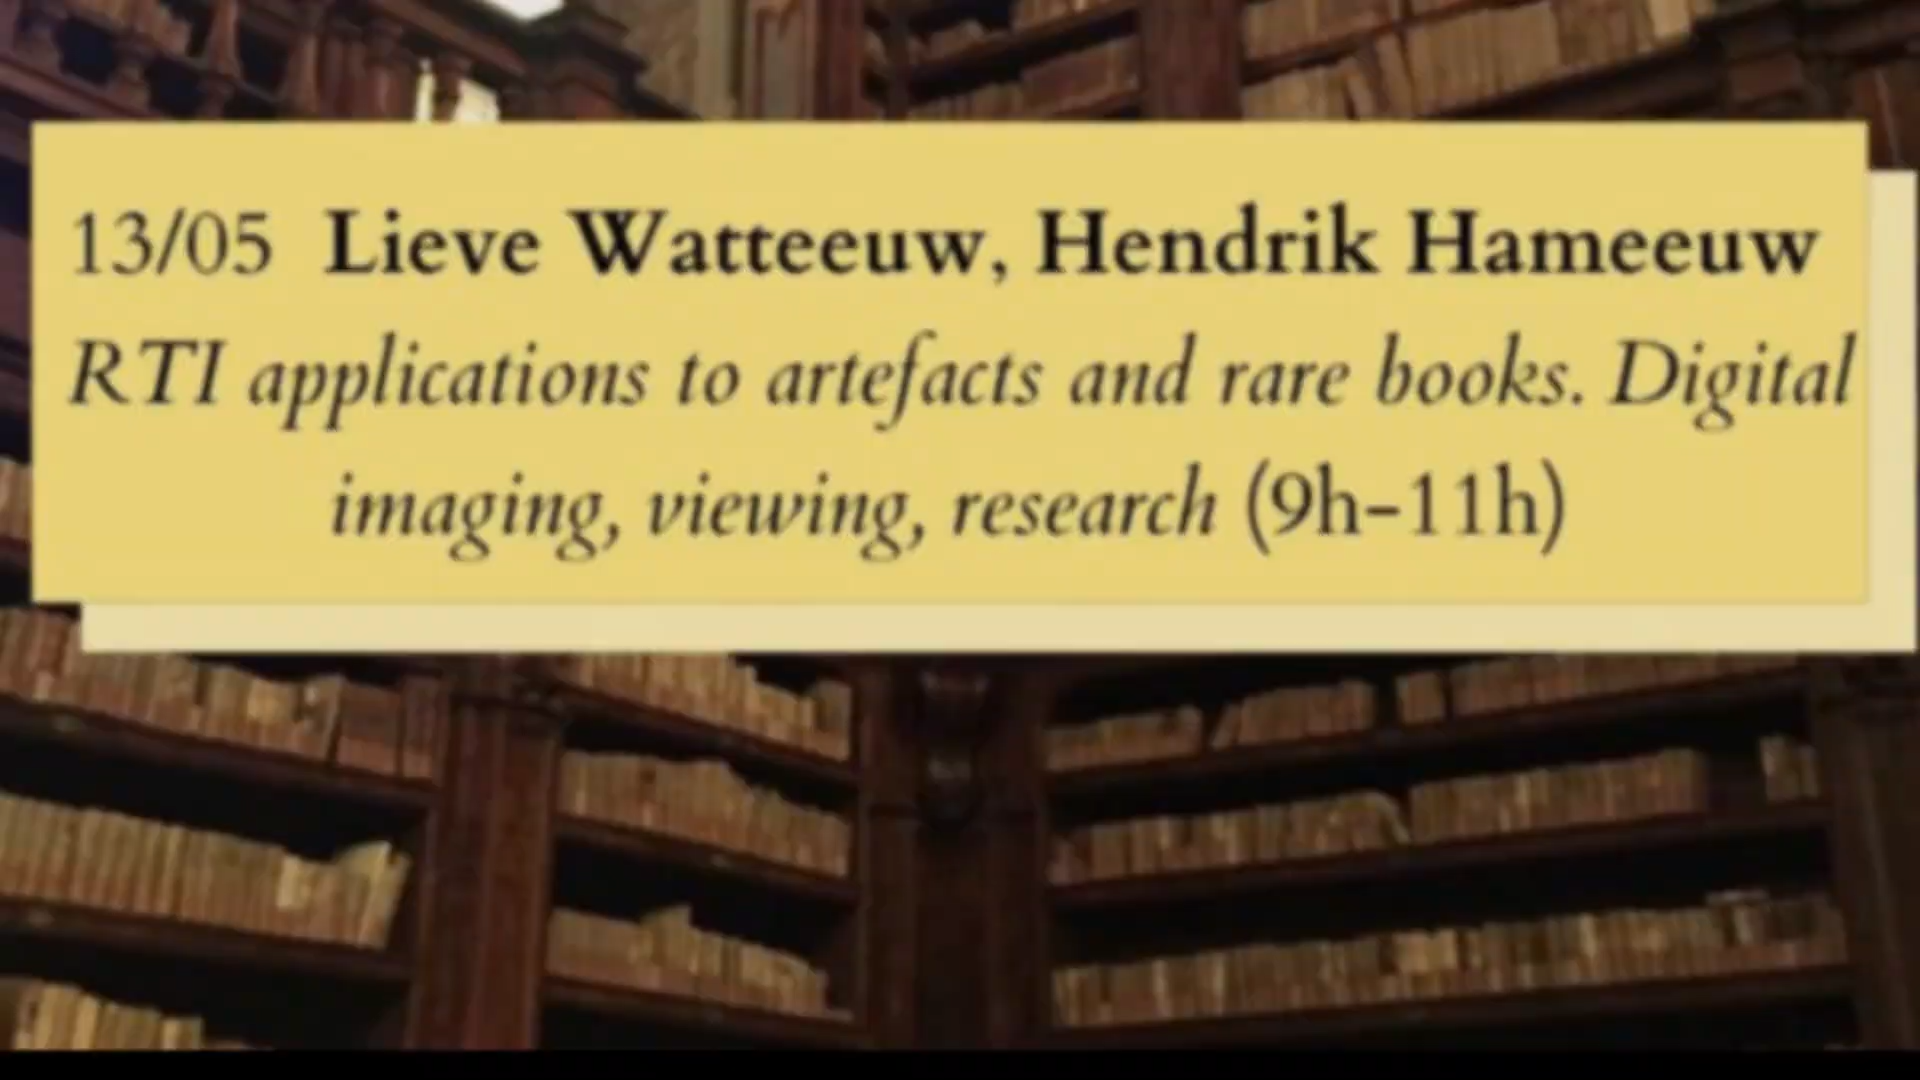 13/05 Lieve Watteeuw, Hendrik Hameeuw
RTI applications to artefacts and rare books. Digital
imaging, viewing, research (9h-11h)